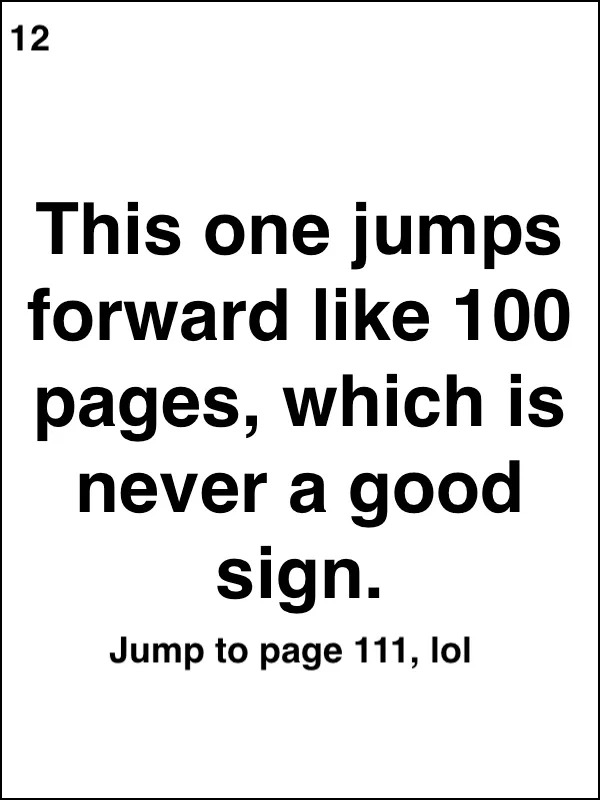 12
This one jumps
forward like 100
pages, which is
never a good
sign.
Jump to page 111, lol